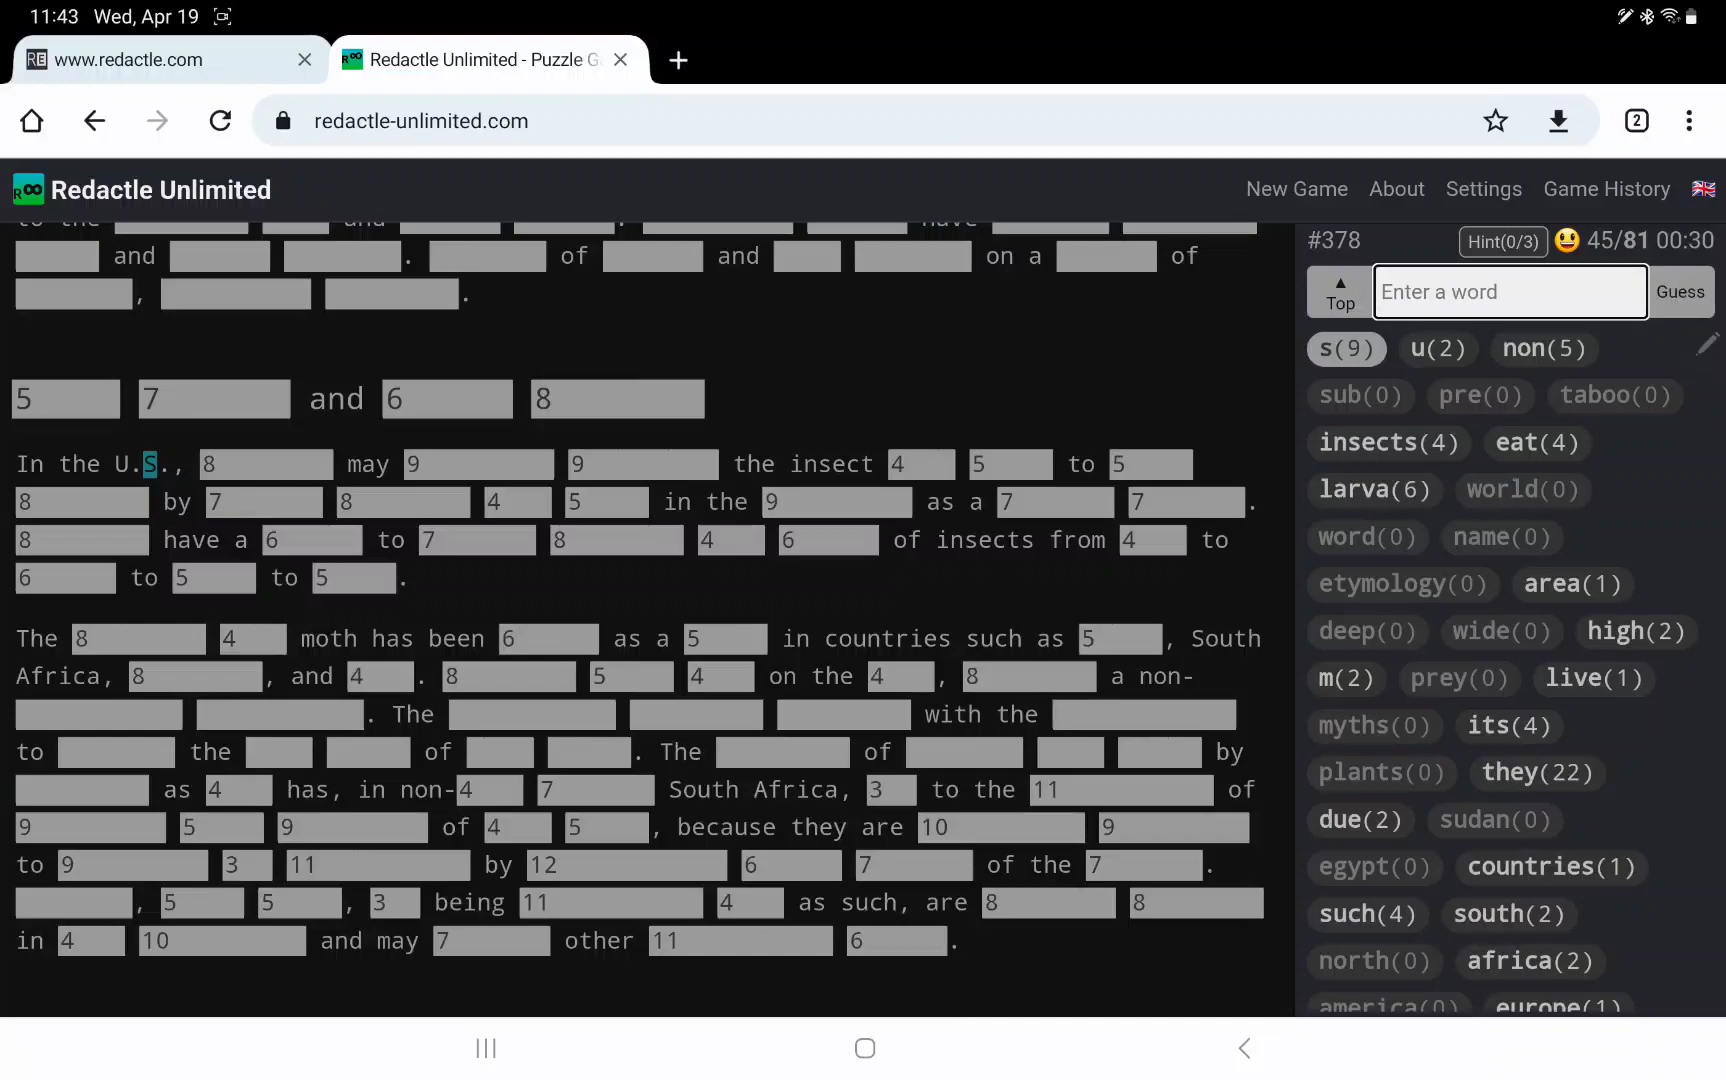 11:43 Wed, Apr 19
www.redactle.com
Redactle Unlimited - Puzzle G
redactle-unlimited.com
2
R∞ Redactle Unlimited
New Game About Settings Game History
to the and . have
and . of and on a of
, .
5 7 and 6 8
In the U.S., 8 may 9 9 the insect 4 5 to 5
8 by 7 8 4 5 in the 9 as a 7 7 .
8 have a 6 to 7 8 4 6 of insects from 4 to
6 to 5 to 5 .
The 8 4 moth has been 6 as a 5 in countries such as 5 , South
Africa, 8 , and 4 . 8 5 4 on the 4 , 8 a non-
. The with the
to the of . The of by
as 4 has, in non-4 7 South Africa, 3 to the 11 of
9 5 9 of 4 5 , because they are 10 9
to 9 3 11 by 12 6 7 of the 7 .
, 5 5 , 3 being 11 4 as such, are 8 8
in 4 10 and may 7 other 11 6 .
#378 Hint(0/3) 45/81 00:30
▲ Top Enter a word Guess
s(9) u(2) non(5)
sub(0) pre(0) taboo(0)
insects(4) eat(4)
larva(6) world(0)
word(0) name(0)
etymology(0) area(1)
deep(0) wide(0) high(2)
m(2) prey(0) live(1)
myths(0) its(4)
plants(0) they(22)
due(2) sudan(0)
egypt(0) countries(1)
such(4) south(2)
north(0) africa(2)
america(0) europe(1)